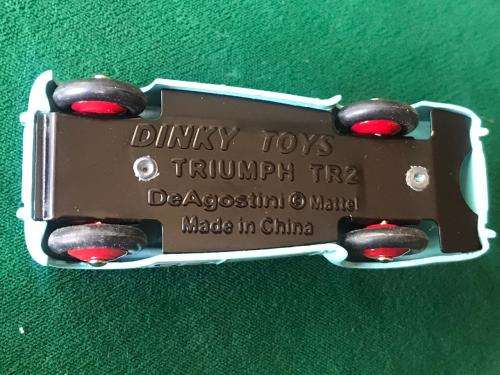 DINKY TOYS
TRIUMPH TR2
DeAgostini © Mattel
Made in China